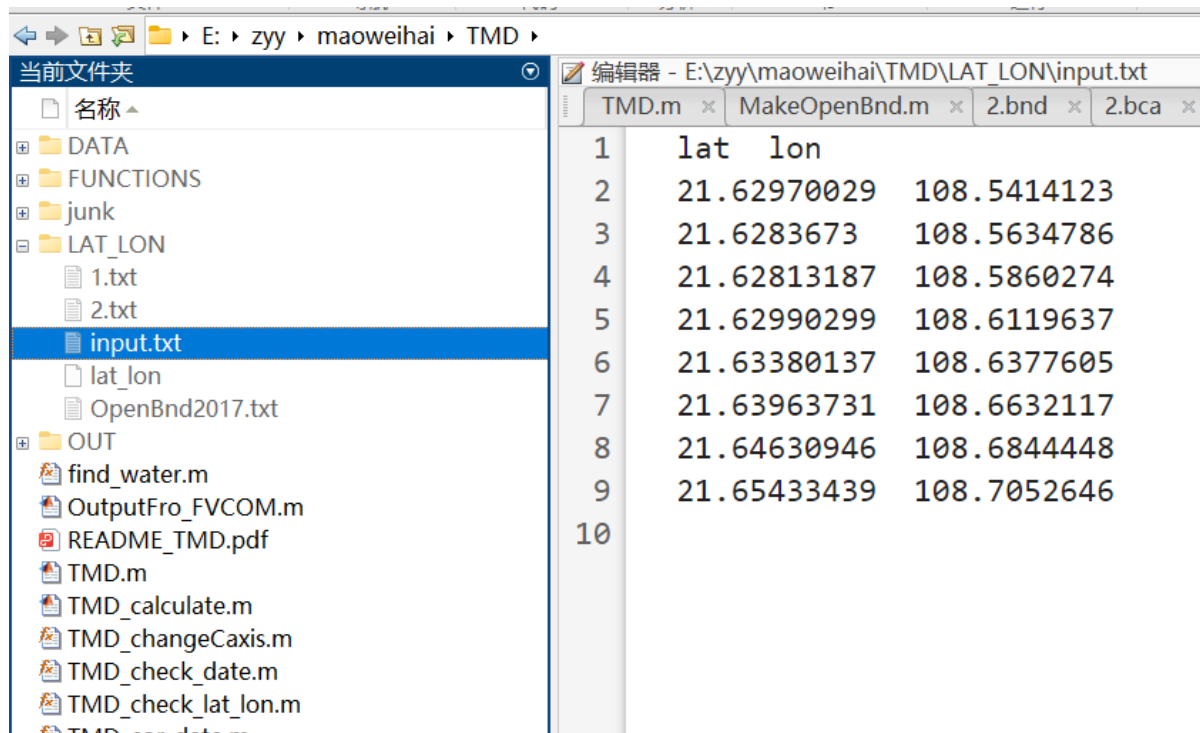 E: zyy maoweihai TMD
当前文件夹
名称
DATA
FUNCTIONS
junk
LAT_LON
1.txt
2.txt
input.txt
lat_lon
OpenBnd2017.txt
OUT
find_water.m
OutputFro_FVCOM.m
README_TMD.pdf
TMD.m
TMD_calculate.m
TMD_changeCaxis.m
TMD_check_date.m
TMD_check_lat_lon.m
编辑器 - E:\zyy\maoweihai\TMD\LAT_LON\input.txt
TMD.m × MakeOpenBnd.m × 2.bnd × 2.bca ×
1 lat lon
2 21.62970029 108.5414123
3 21.6283673 108.5634786
4 21.62813187 108.5860274
5 21.62990299 108.6119637
6 21.63380137 108.6377605
7 21.63963731 108.6632117
8 21.64630946 108.6844448
9 21.65433439 108.7052646
10